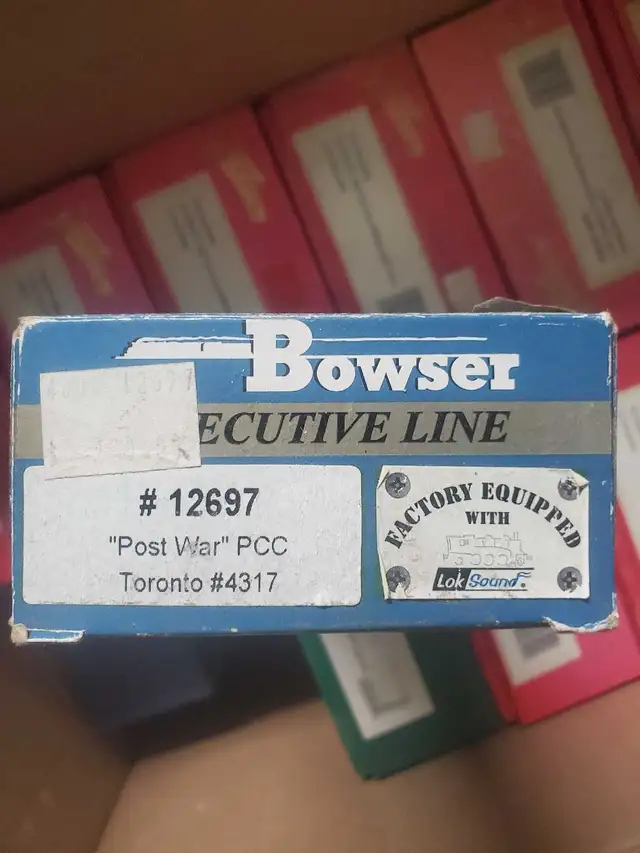 Bowser
ECUTIVE LINE
# 12697
"Post War" PCC
Toronto #4317
FACTORY EQUIPPED
WITH
LokSound